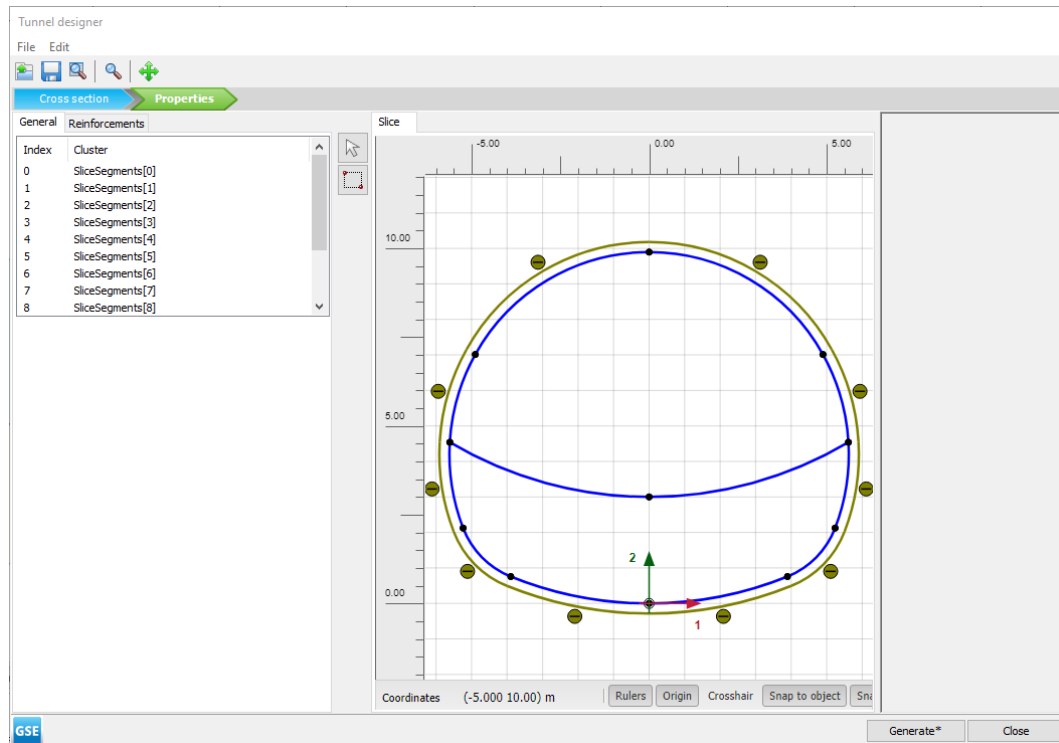 Tunnel designer
File Edit
Cross section Properties
General Reinforcements
Slice
Index Cluster
0 SliceSegments[0]
1 SliceSegments[1]
2 SliceSegments[2]
3 SliceSegments[3]
4 SliceSegments[4]
5 SliceSegments[5]
6 SliceSegments[6]
7 SliceSegments[7]
8 SliceSegments[8]
-5.00 0.00 5.00
10.00
5.00
2
0.00
1
Coordinates (-5.000 10.00) m Rulers Origin Crosshair Snap to object Sna
GSE Generate* Close